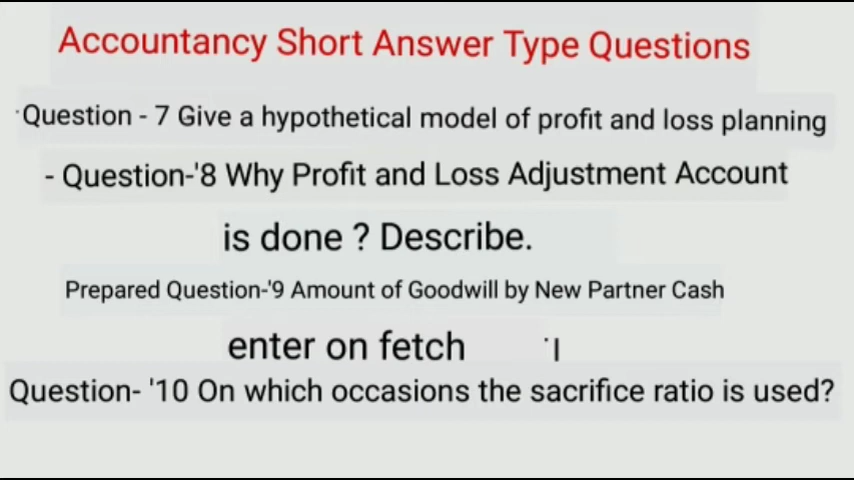 Accountancy Short Answer Type Questions
·Question - 7 Give a hypothetical model of profit and loss planning
- Question-'8 Why Profit and Loss Adjustment Account
is done ? Describe.
Prepared Question-'9 Amount of Goodwill by New Partner Cash
enter on fetch '|
Question- '10 On which occasions the sacrifice ratio is used?